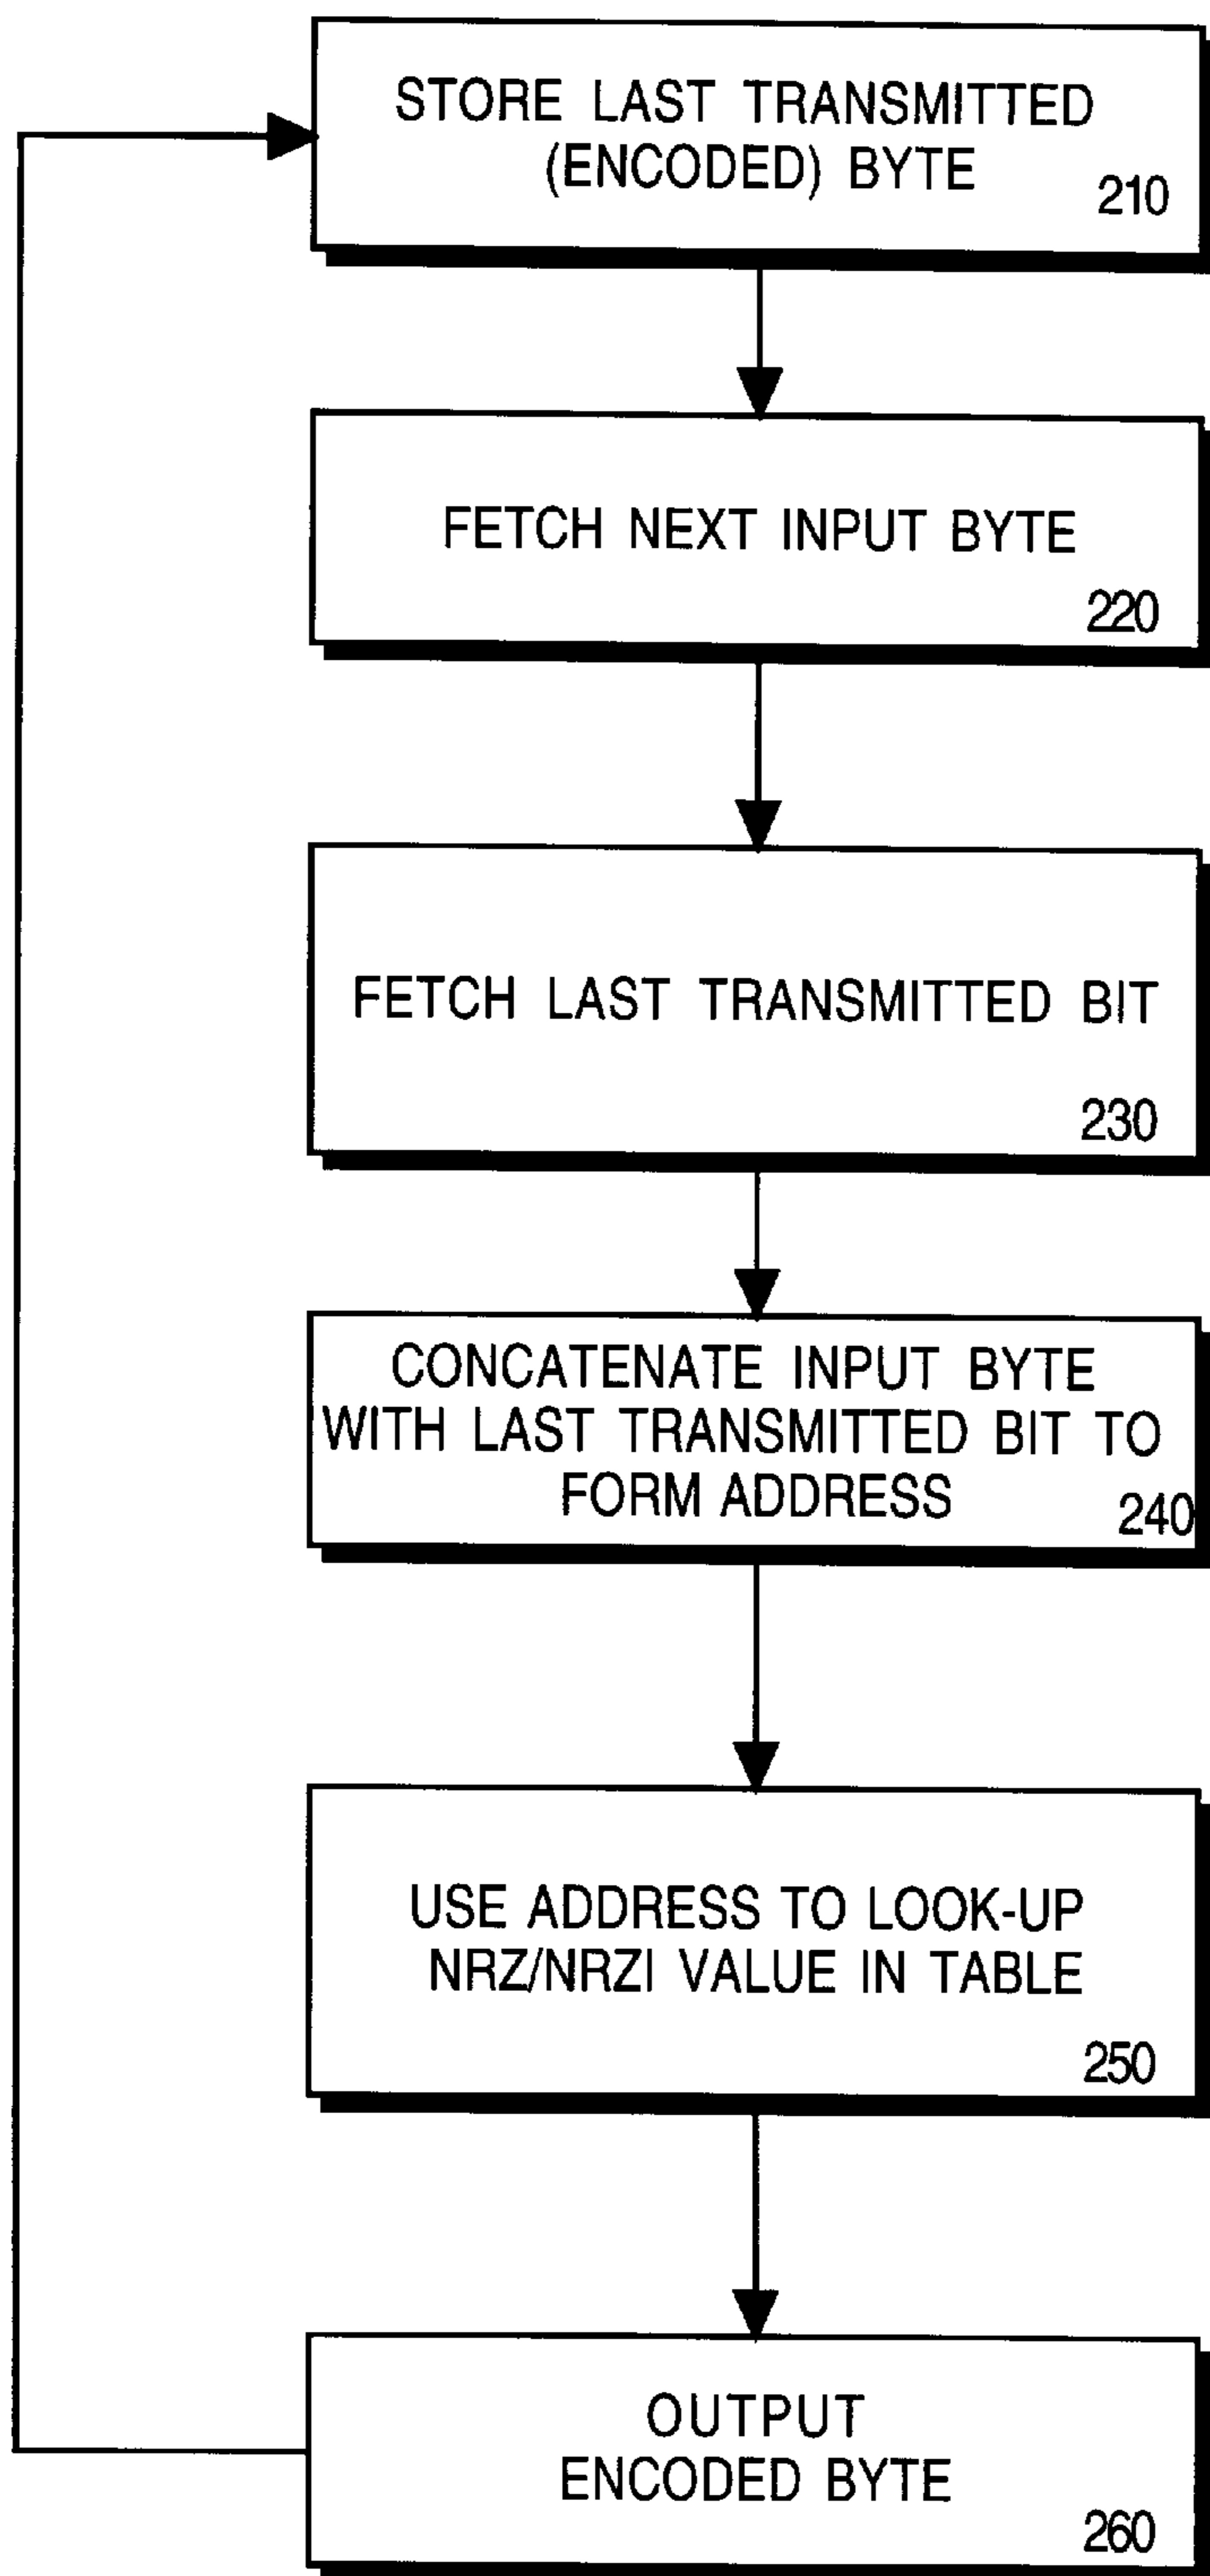 STORE LAST TRANSMITTED
(ENCODED) BYTE
210
FETCH NEXT INPUT BYTE
220
FETCH LAST TRANSMITTED BIT
230
CONCATENATE INPUT BYTE
WITH LAST TRANSMITTED BIT TO
FORM ADDRESS
240
USE ADDRESS TO LOOK-UP
NRZ/NRZI VALUE IN TABLE
250
OUTPUT
ENCODED BYTE
260